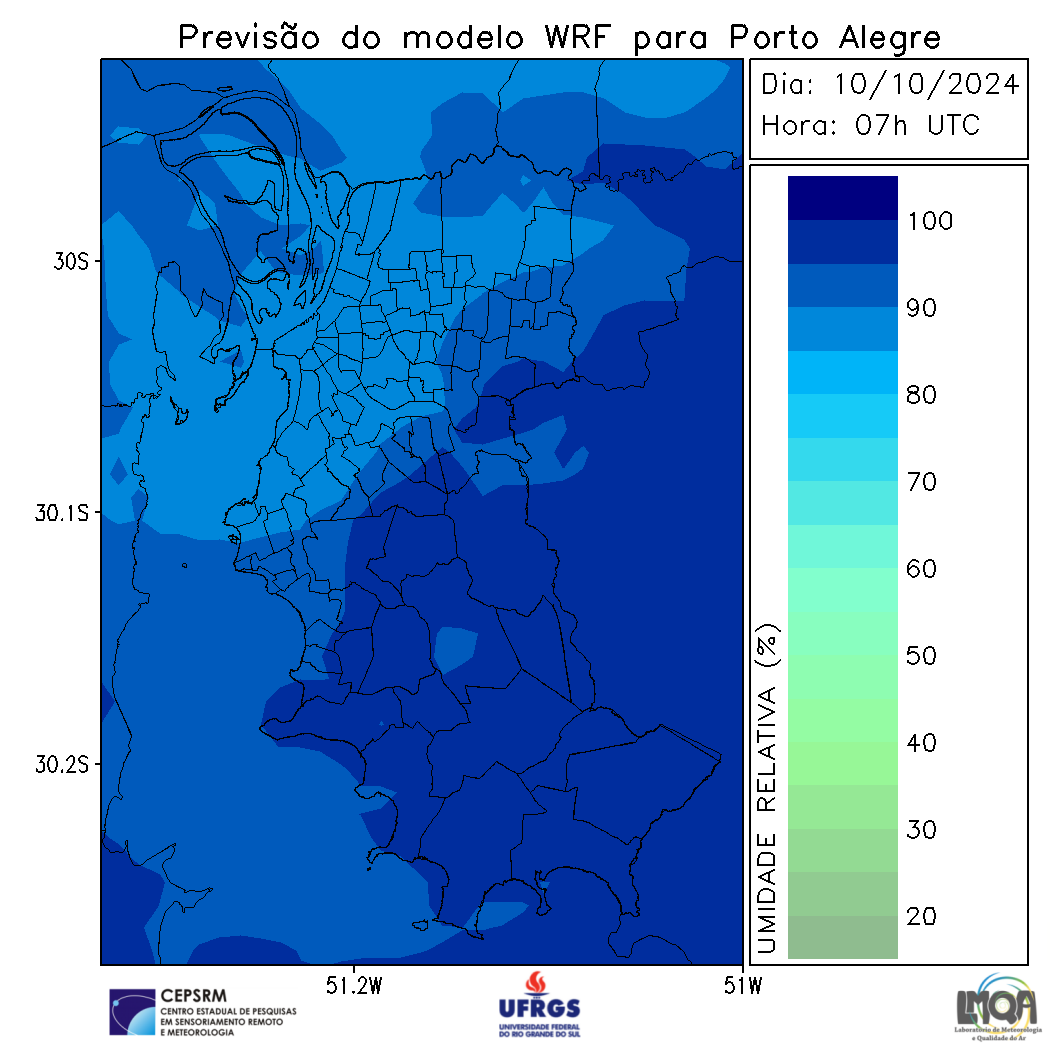 Previsão do modelo WRF para Porto Alegre
Dia: 10/10/2024
Hora: 07h UTC
100
90
80
70
60
50
40
30
20
UMIDADE RELATIVA (%)
30S
30.1S
30.2S
51.2W
51W
CEPSRM
CENTRO ESTADUAL DE PESQUISAS
EM SENSORIAMENTO REMOTO
E METEOROLOGIA
UFRGS
UNIVERSIDADE FEDERAL
DO RIO GRANDE DO SUL
LMQA
Laboratório de Meteorologia
e Qualidade do Ar